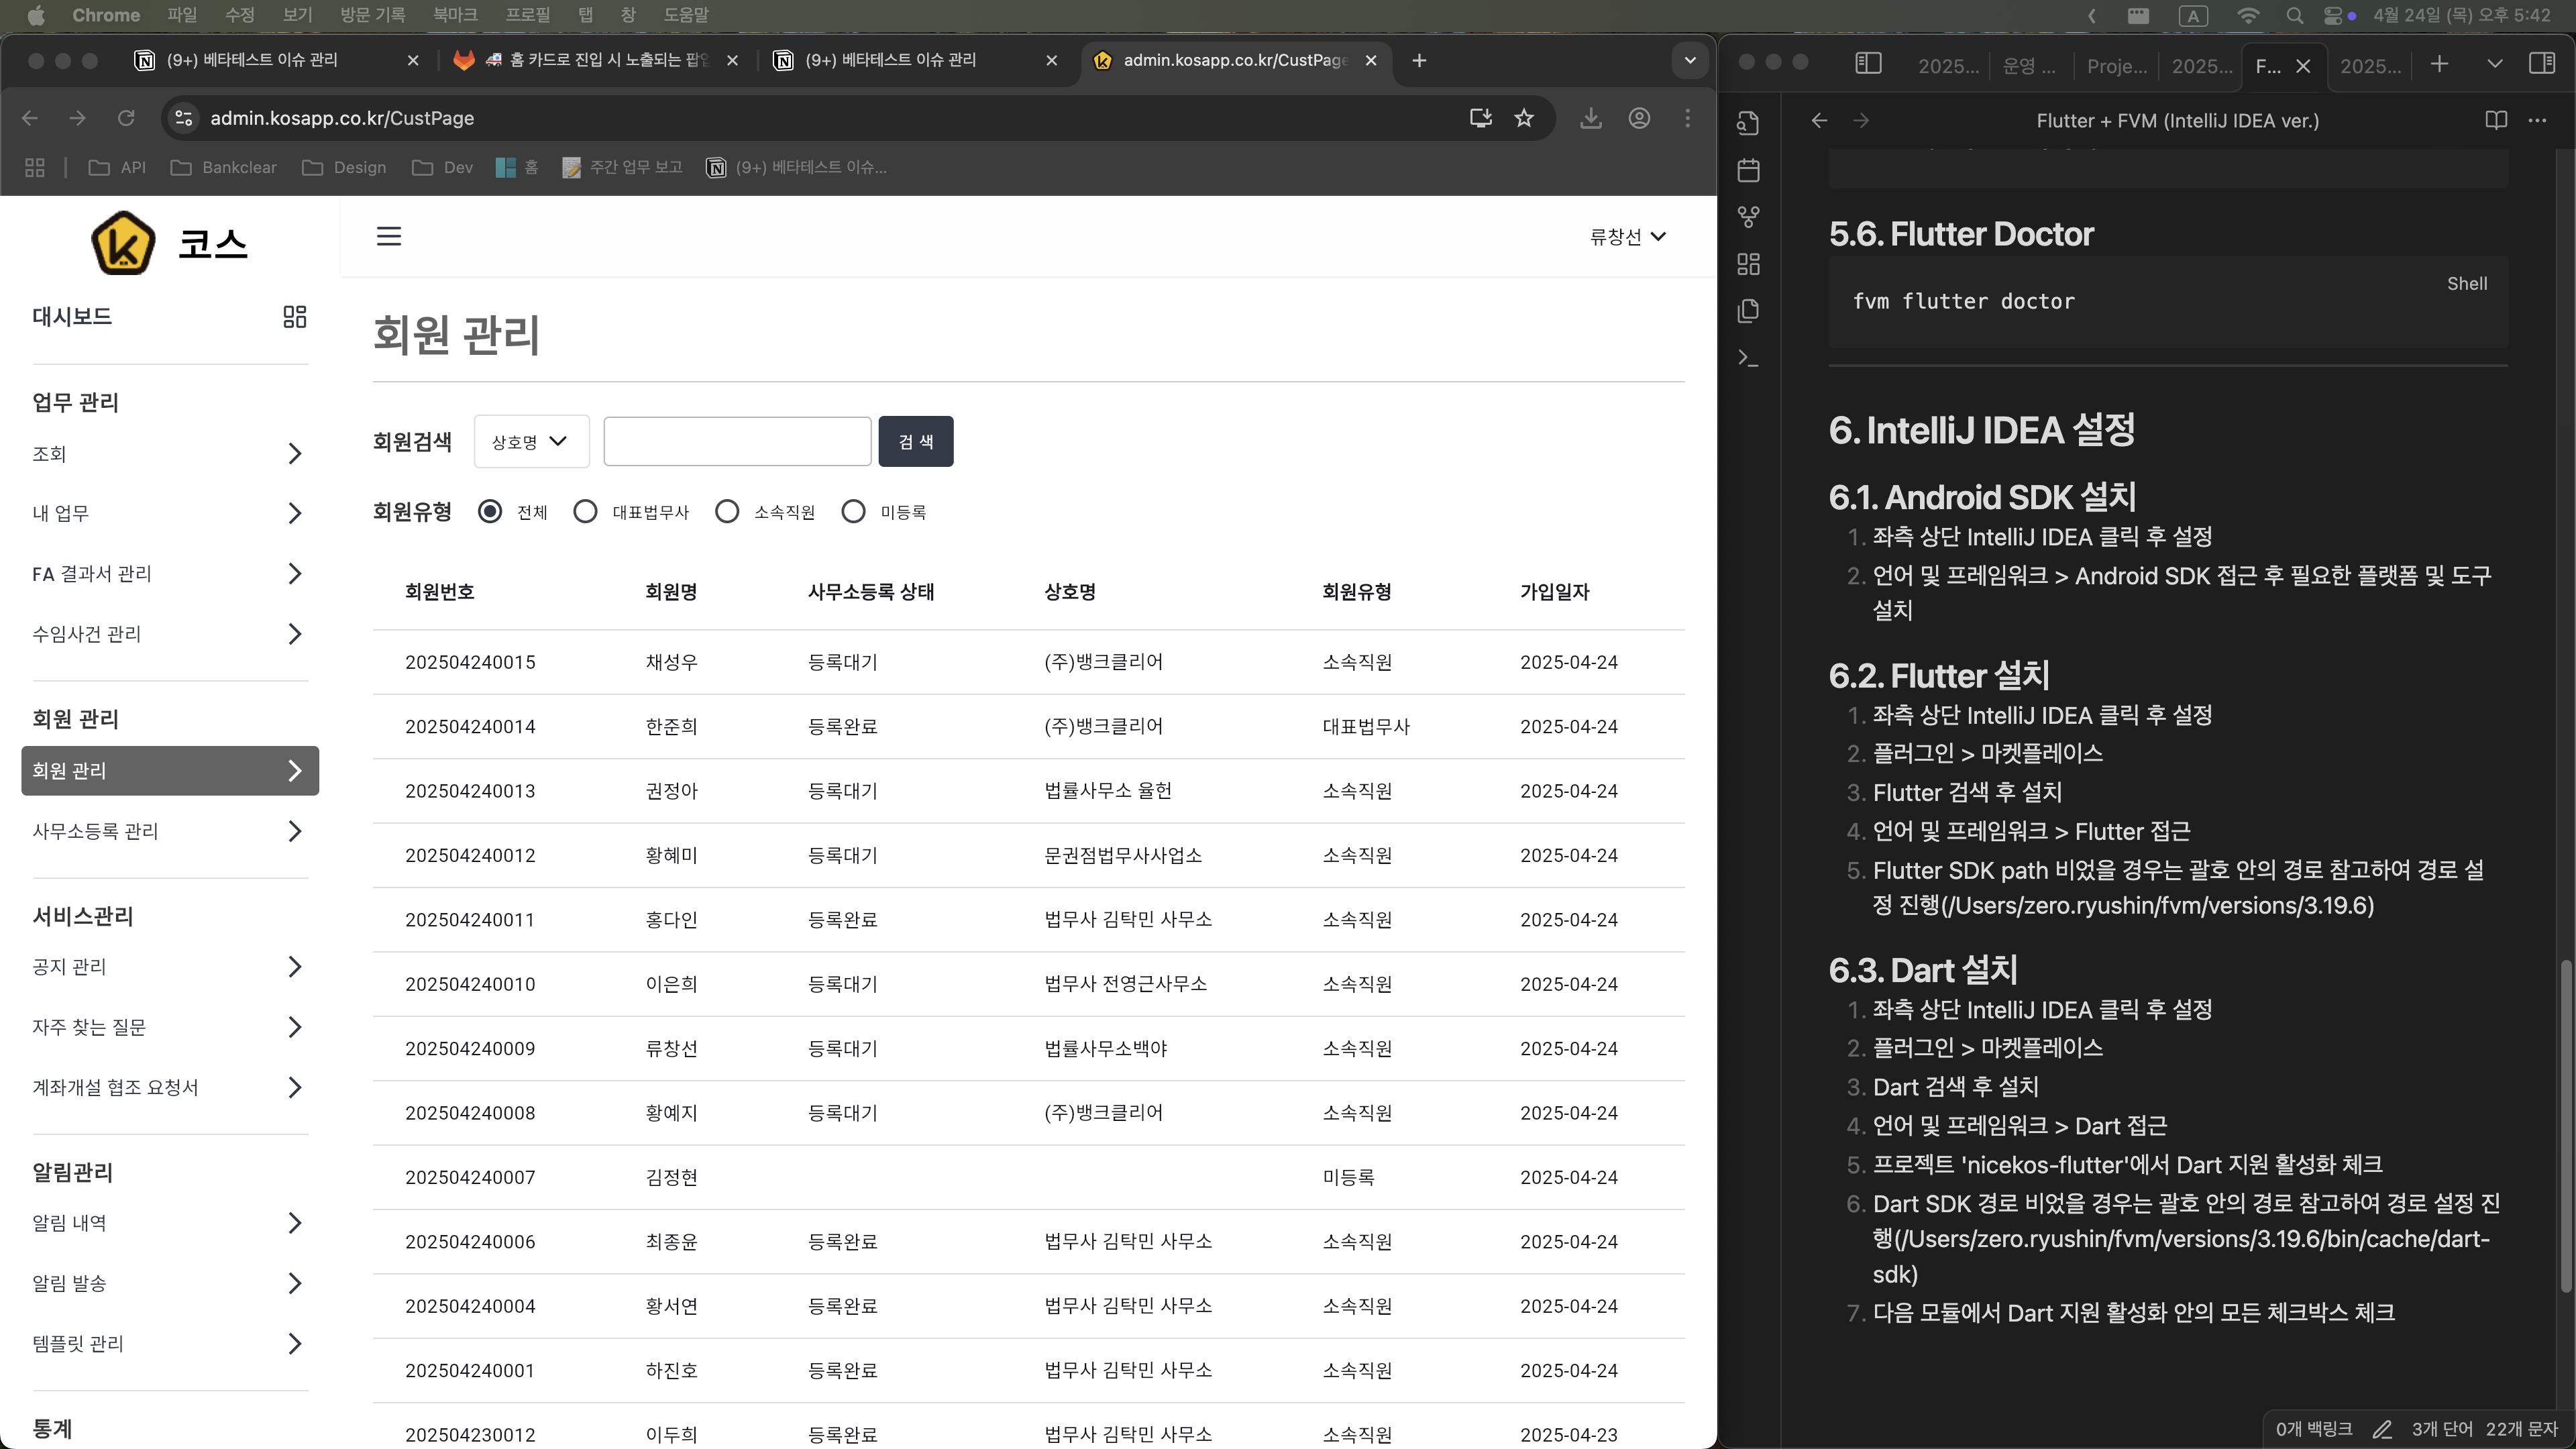 Chrome 파일 수정 보기 방문 기록 북마크 프로필 탭 창 도움말
A 4월 24일 (목) 오후 5:42
(9+) 베타테스트 이슈 관리
홈 카드로 진입 시 노출되는 팝업
(9+) 베타테스트 이슈 관리
admin.kosapp.co.kr/CustPage
admin.kosapp.co.kr/CustPage
API Bankclear Design Dev 홈 주간 업무 보고 (9+) 베타테스트 이슈...
코스
류창선
대시보드
업무 관리
조회
내 업무
FA 결과서 관리
수임사건 관리
회원 관리
회원 관리
사무소등록 관리
서비스관리
공지 관리
자주 찾는 질문
계좌개설 협조 요청서
알림관리
알림 내역
알림 발송
템플릿 관리
통계
회원 관리
회원검색 상호명 검 색
회원유형 전체 대표법무사 소속직원 미등록
회원번호 회원명 사무소등록 상태 상호명 회원유형 가입일자
202504240015 채성우 등록대기 (주)뱅크클리어 소속직원 2025-04-24
202504240014 한준희 등록완료 (주)뱅크클리어 대표법무사 2025-04-24
202504240013 권정아 등록대기 법률사무소 율헌 소속직원 2025-04-24
202504240012 황혜미 등록대기 문권점법무사사업소 소속직원 2025-04-24
202504240011 홍다인 등록완료 법무사 김탁민 사무소 소속직원 2025-04-24
202504240010 이은희 등록대기 법무사 전영근사무소 소속직원 2025-04-24
202504240009 류창선 등록대기 법률사무소백야 소속직원 2025-04-24
202504240008 황예지 등록대기 (주)뱅크클리어 소속직원 2025-04-24
202504240007 김정현 미등록 2025-04-24
202504240006 최종윤 등록완료 법무사 김탁민 사무소 소속직원 2025-04-24
202504240004 황서연 등록완료 법무사 김탁민 사무소 소속직원 2025-04-24
202504240001 하진호 등록완료 법무사 김탁민 사무소 소속직원 2025-04-24
202504230012 이두희 등록완료 법무사 김탁민 사무소 소속직원 2025-04-23
2025... 운영 ... Proje... 2025... F... 2025...
Flutter + FVM (IntelliJ IDEA ver.)
5.6. Flutter Doctor
Shell
fvm flutter doctor
6. IntelliJ IDEA 설정
6.1. Android SDK 설치
1. 좌측 상단 IntelliJ IDEA 클릭 후 설정
2. 언어 및 프레임워크 > Android SDK 접근 후 필요한 플랫폼 및 도구
설치
6.2. Flutter 설치
1. 좌측 상단 IntelliJ IDEA 클릭 후 설정
2. 플러그인 > 마켓플레이스
3. Flutter 검색 후 설치
4. 언어 및 프레임워크 > Flutter 접근
5. Flutter SDK path 비었을 경우는 괄호 안의 경로 참고하여 경로 설
정 진행(/Users/zero.ryushin/fvm/versions/3.19.6)
6.3. Dart 설치
1. 좌측 상단 IntelliJ IDEA 클릭 후 설정
2. 플러그인 > 마켓플레이스
3. Dart 검색 후 설치
4. 언어 및 프레임워크 > Dart 접근
5. 프로젝트 'nicekos-flutter'에서 Dart 지원 활성화 체크
6. Dart SDK 경로 비었을 경우는 괄호 안의 경로 참고하여 경로 설정 진
행(/Users/zero.ryushin/fvm/versions/3.19.6/bin/cache/dart-
sdk)
7. 다음 모듈에서 Dart 지원 활성화 안의 모든 체크박스 체크
0개 백링크 3개 단어 22개 문자